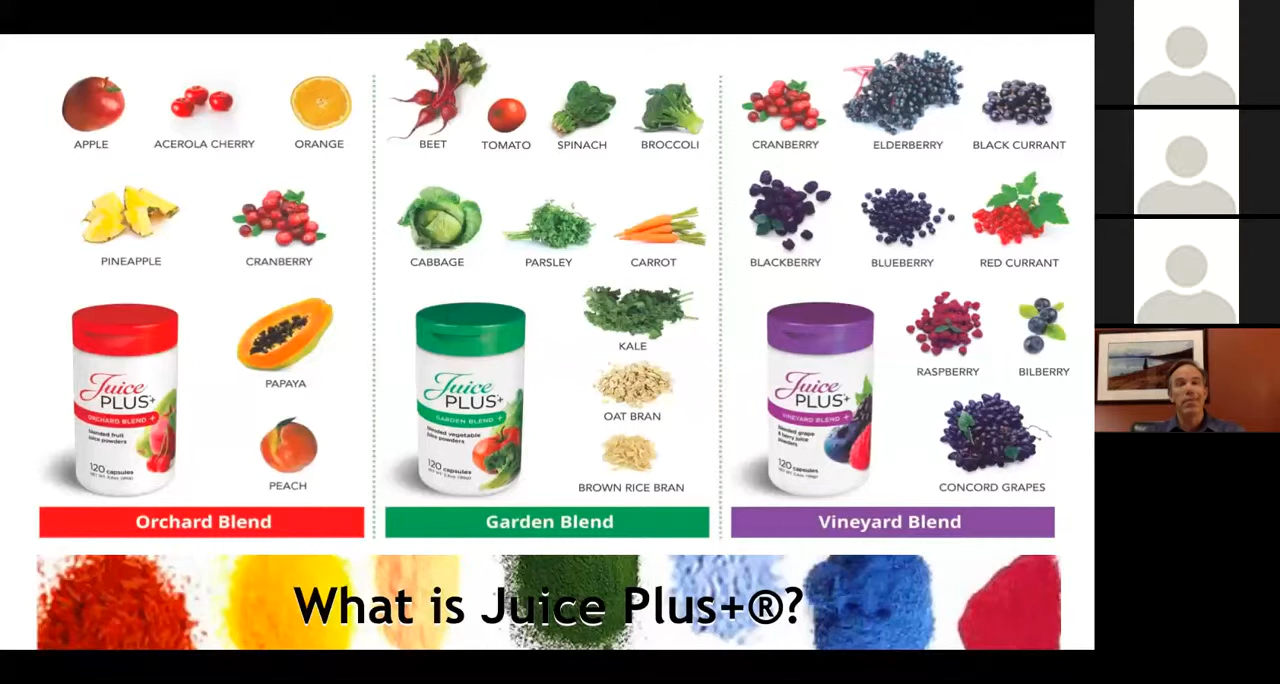 APPLE
ACEROLA CHERRY
ORANGE
PINEAPPLE
CRANBERRY
PAPAYA
PEACH
Juice
PLUS+
ORCHARD BLEND +
blended fruit
juice powders
120 capsules
Orchard Blend
BEET
TOMATO
SPINACH
BROCCOLI
CABBAGE
PARSLEY
CARROT
KALE
OAT BRAN
BROWN RICE BRAN
Juice
PLUS+
GARDEN BLEND +
blended vegetable
juice powders
120 capsules
Garden Blend
CRANBERRY
ELDERBERRY
BLACK CURRANT
BLACKBERRY
BLUEBERRY
RED CURRANT
RASPBERRY
BILBERRY
CONCORD GRAPES
Juice
PLUS+
VINEYARD BLEND +
blended grape
& berry juice
powders
120 capsules
Vineyard Blend
What is Juice Plus+®?